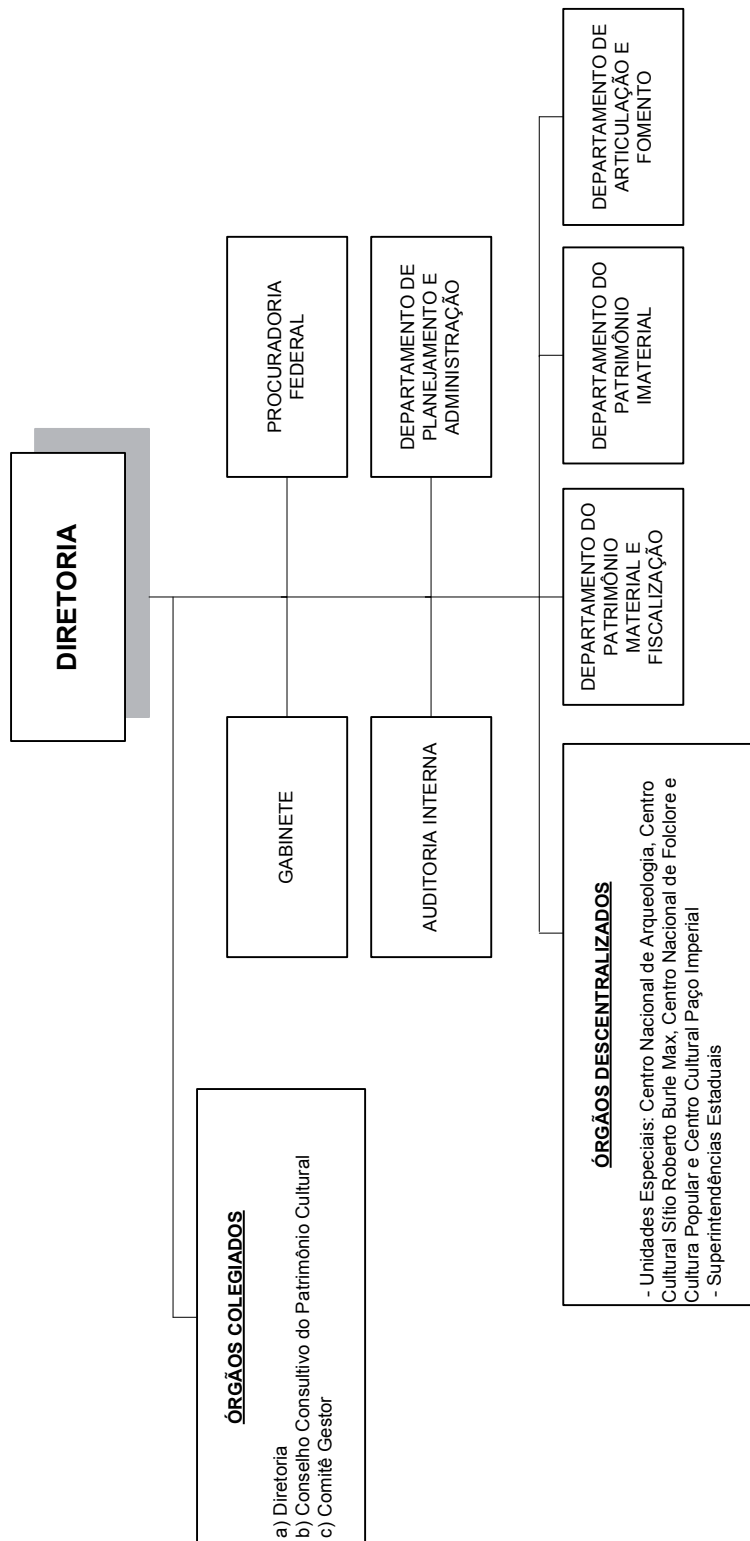 DIRETORIA
ÓRGÃOS COLEGIADOS
a) Diretoria
b) Conselho Consultivo do Patrimônio Cultural
c) Comitê Gestor
GABINETE
PROCURADORIA
FEDERAL
AUDITORIA INTERNA
DEPARTAMENTO DE
PLANEJAMENTO E
ADMINISTRAÇÃO
ÓRGÃOS DESCENTRALIZADOS
- Unidades Especiais: Centro Nacional de Arqueologia, Centro
Cultural Sítio Roberto Burle Max, Centro Nacional de Folclore e
Cultura Popular e Centro Cultural Paço Imperial
- Superintendências Estaduais
DEPARTAMENTO DO
PATRIMÔNIO
MATERIAL E
FISCALIZAÇÃO
DEPARTAMENTO DO
PATRIMÔNIO
IMATERIAL
DEPARTAMENTO DE
ARTICULAÇÃO E
FOMENTO